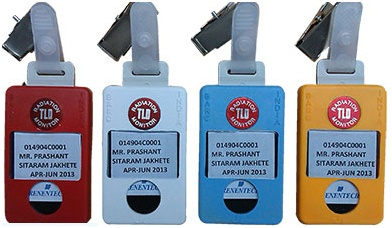 RADIATION
TLD
MONITOR
014904C0001
MR. PRASHANT
SITARAM JAKHETE
APR-JUN 2013
RENENTECH
RADIATION
TLD
MONITOR
014904C0001
MR. PRASHANT
SITARAM JAKHETE
APR-JUN 2013
RENENTECH
RADIATION
TLD
MONITOR
014904C0001
MR. PRASHANT
SITARAM JAKHETE
APR-JUN 2013
RENENTECH
RADIATION
TLD
MONITOR
014904C0001
MR. PRASHANT
SITARAM JAKHETE
APR-JUN 2013
RENENTECH